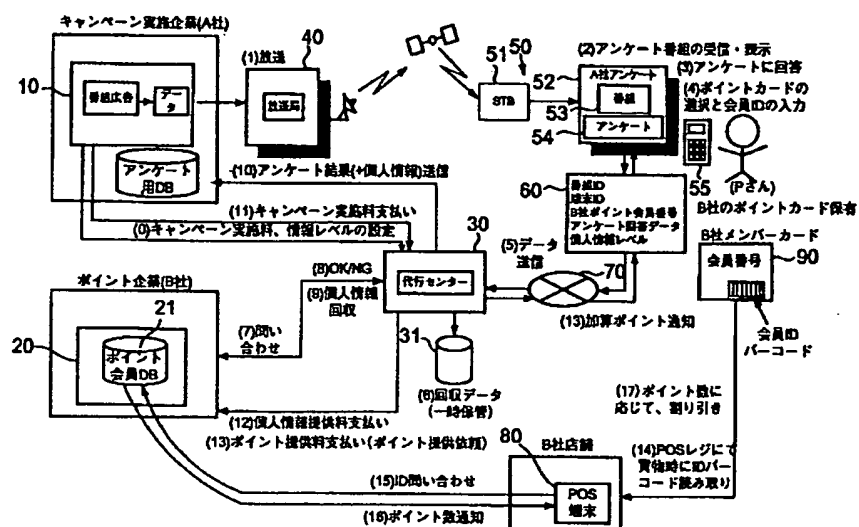 キャンペーン実施企業(A社)
10
番組広告
データ
アンケート
用DB
(1)放送
40
放送局
51
50
STB
(2)アンケート番組の受信・提示
52
A社アンケート
(3)アンケートに回答
53
番組
(4)ポイントカードの
選択と会員IDの入力
54
アンケート
55
(Pさん)
B社のポイントカード保有
60
番組ID
端末ID
B社ポイント会員番号
アンケート回答データ
個人情報レベル
(10)アンケート結果(+個人情報)送信
(11)キャンペーン実施料支払い
(0)キャンペーン実施料、情報レベルの設定
30
代行センター
(5)データ
送信
70
B社メンバーカード
会員番号
90
会員ID
バーコード
ポイント企業(B社)
21
20
ポイント
会員DB
(8)OK/NG
(9)個人情報
回収
(7)問い
合わせ
31
(6)回収データ
(一時保管)
(13)加算ポイント通知
(12)個人情報提供料支払い
(13)ポイント提供料支払い(ポイント提供依頼)
(17)ポイント数に
応じて、割り引き
(14)POSレジにて
買物時にIDバー
コード読み取り
B社店舗
80
POS
端末
(15)ID問い合わせ
(16)ポイント数通知